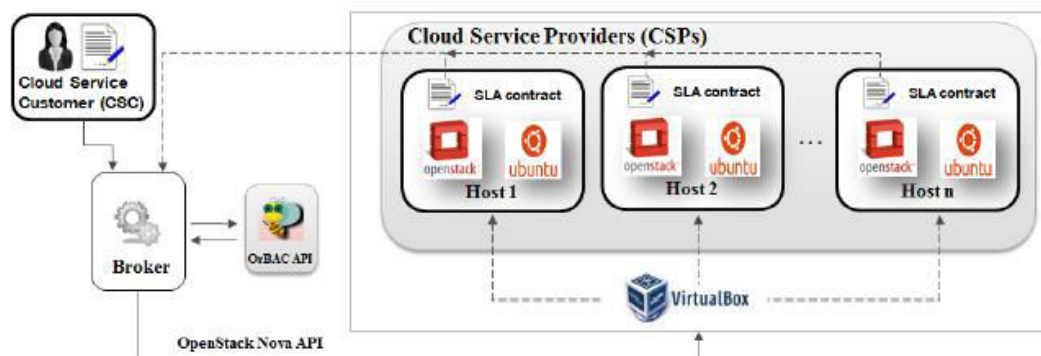 Cloud Service Providers (CSPs)
Cloud Service
Customer (CSC)
SLA contract
openstack
ubuntu
Host 1
SLA contract
openstack
ubuntu
Host 2
...
SLA contract
openstack
ubuntu
Host n
Broker
OrBAC API
VirtualBox
OpenStack Nova API